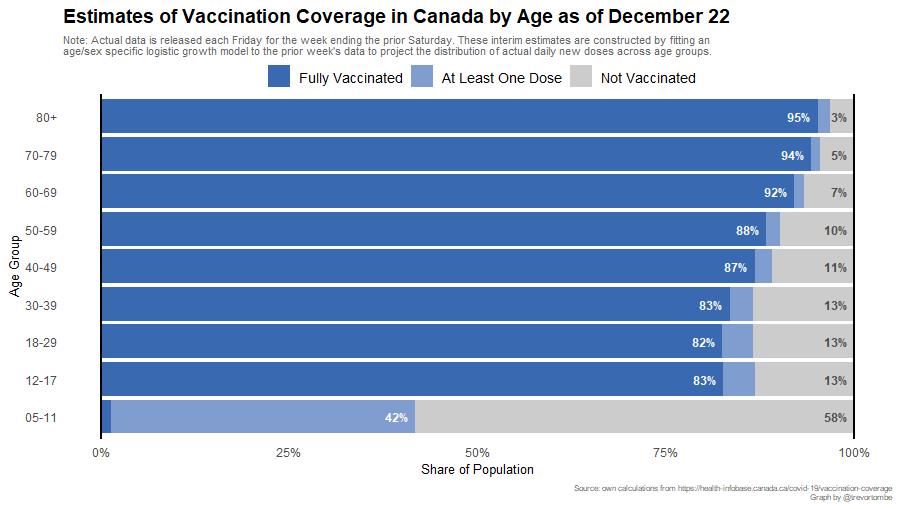 Estimates of Vaccination Coverage in Canada by Age as of December 22
Note: Actual data is released each Friday for the week ending the prior Saturday. These interim estimates are constructed by fitting an
age/sex specific logistic growth model to the prior week's data to project the distribution of actual daily new doses across age groups.
Fully Vaccinated At Least One Dose Not Vaccinated
80+ 95% 3%
70-79 94% 5%
60-69 92% 7%
50-59 88% 10%
Age Group
40-49 87% 11%
30-39 83% 13%
18-29 82% 13%
12-17 83% 13%
05-11 42% 58%
0% 25% 50% 75% 100%
Share of Population
Source: own calculations from https://health-infobase.canada.ca/covid-19/vaccination-coverage
Graph by @trevortombe